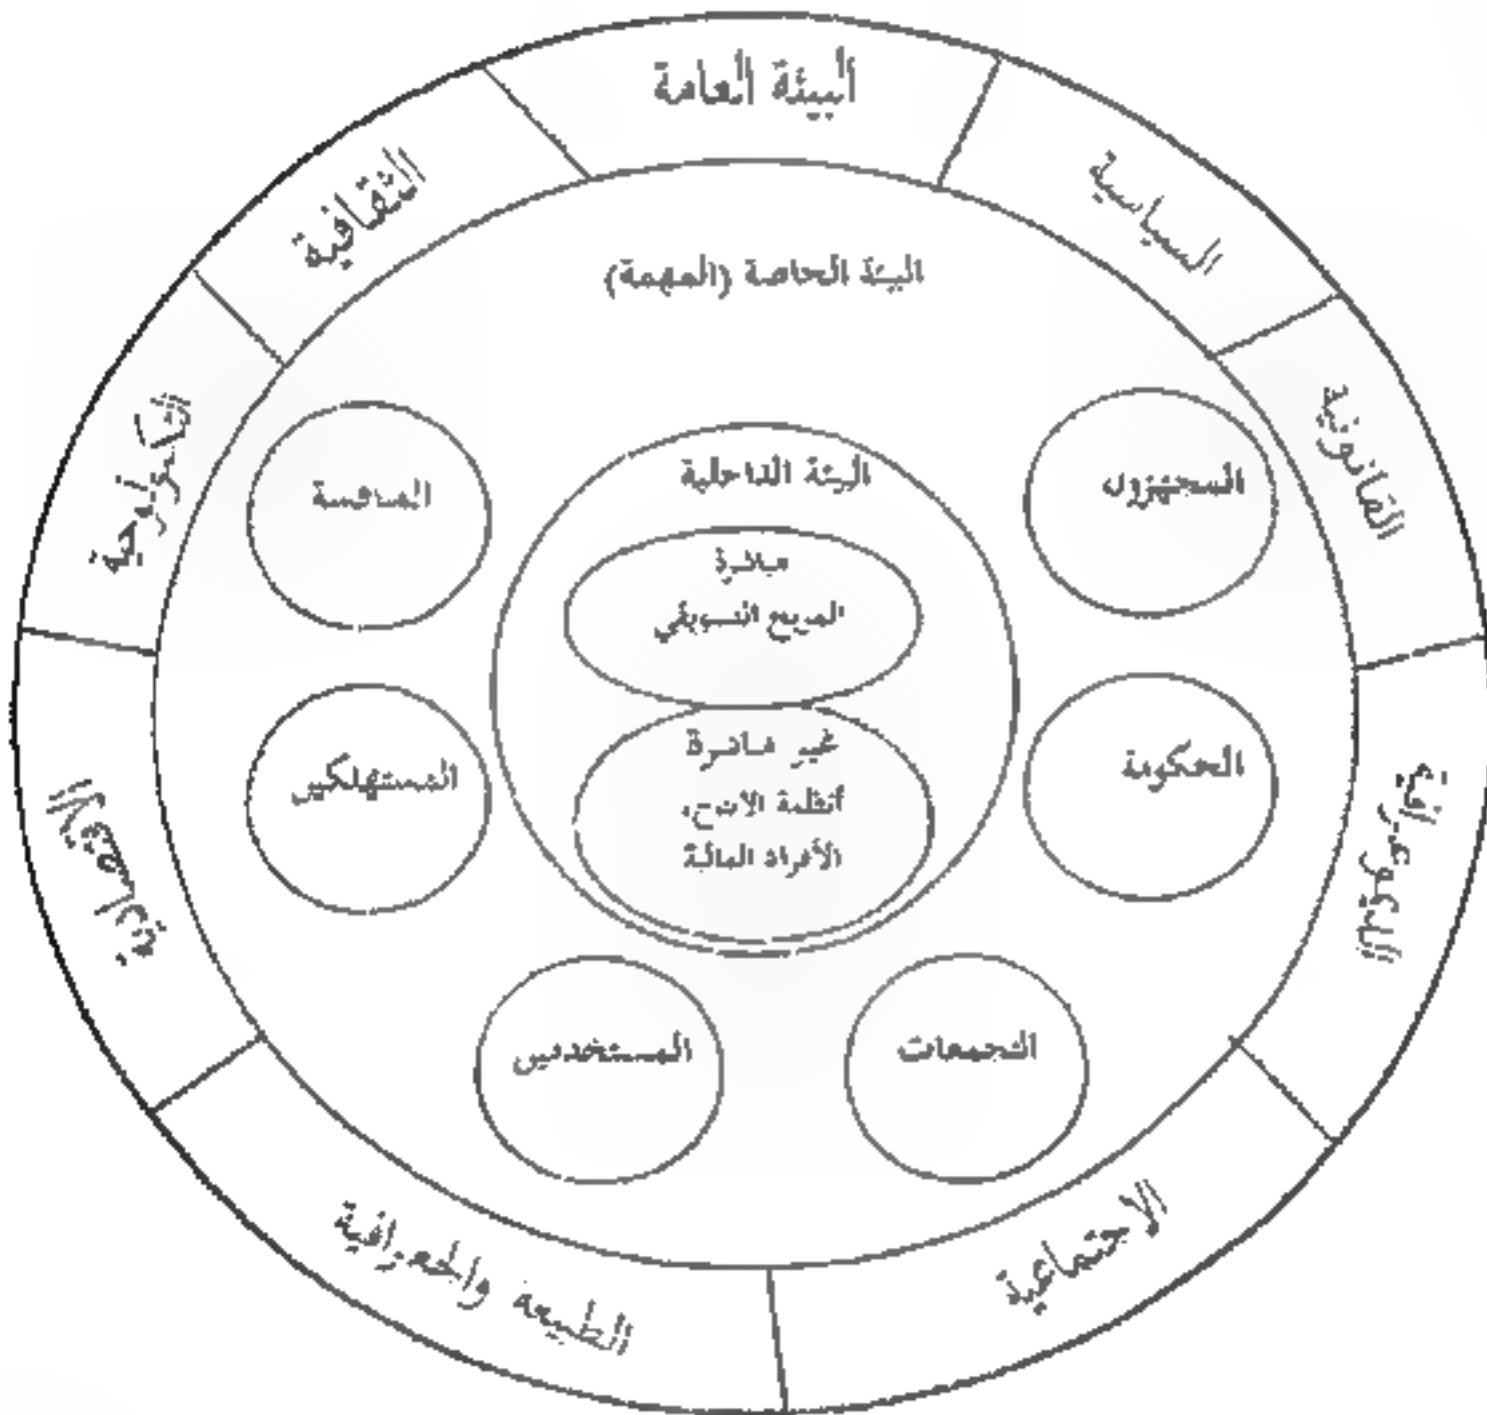 البيئة العامة
السياسية
القانونية
الديموغرافية
الاجتماعية
الطبيعة والجغرافية
الاقتصادية
التكنولوجية
الثقافية
البيئة الخاصة (المهمة)
المجهزون
الحكومة
التجمعات
المستخدمين
المستهلكين
المنافسة
البيئة الداخلية
مباشرة
المزيج التسويقي
غير مباشرة
أنظمة الانتاج،
الأفراد المالية